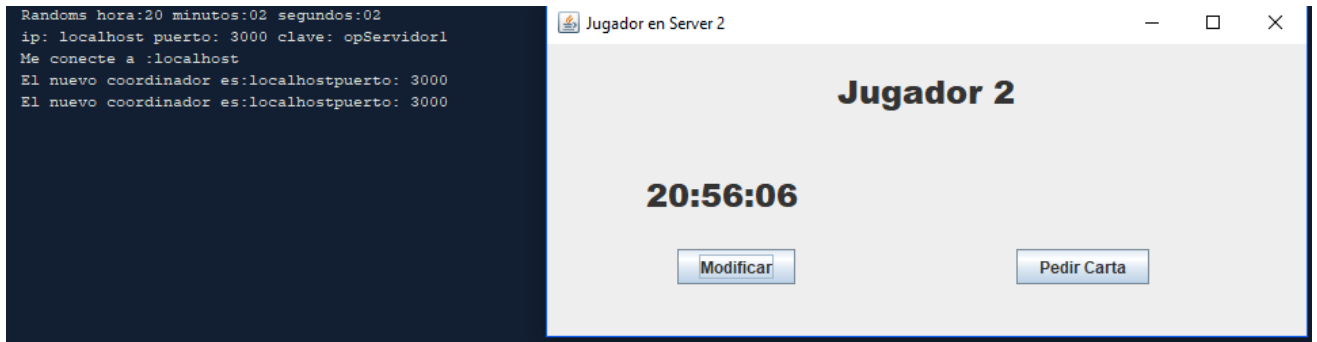 Randoms hora:20 minutos:02 segundos:02
ip: localhost puerto: 3000 clave: opServidor1
Me conecte a :localhost
El nuevo coordinador es:localhostpuerto: 3000
El nuevo coordinador es:localhostpuerto: 3000
Jugador en Server 2
Jugador 2
20:56:06
Modificar
Pedir Carta